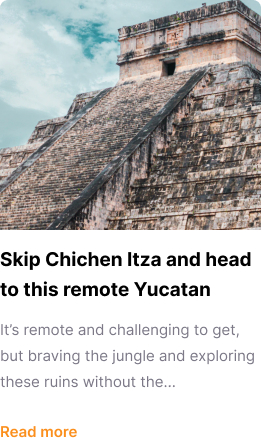 Skip Chichen Itza and head
to this remote Yucatan
It’s remote and challenging to get,
but braving the jungle and exploring
these ruins without the...
Read more